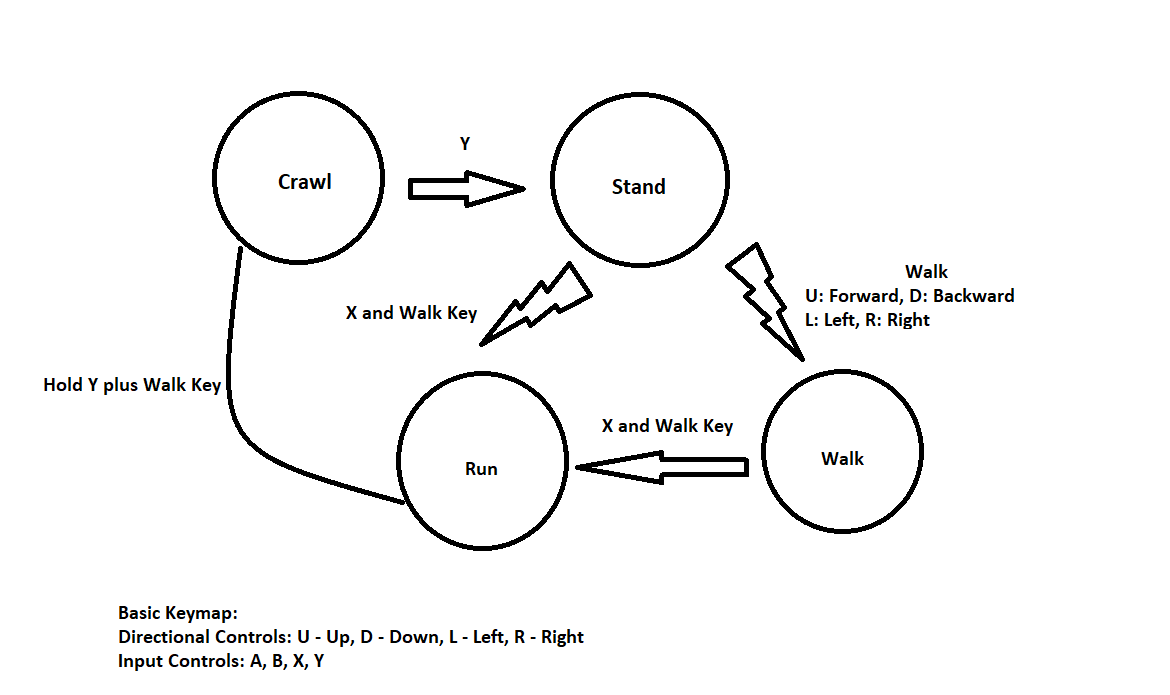 Y
Crawl
Stand
Walk
U: Forward, D: Backward
L: Left, R: Right
X and Walk Key
Hold Y plus Walk Key
X and Walk Key
Run
Walk
Basic Keymap:
Directional Controls: U - Up, D - Down, L - Left, R - Right
Input Controls: A, B, X, Y